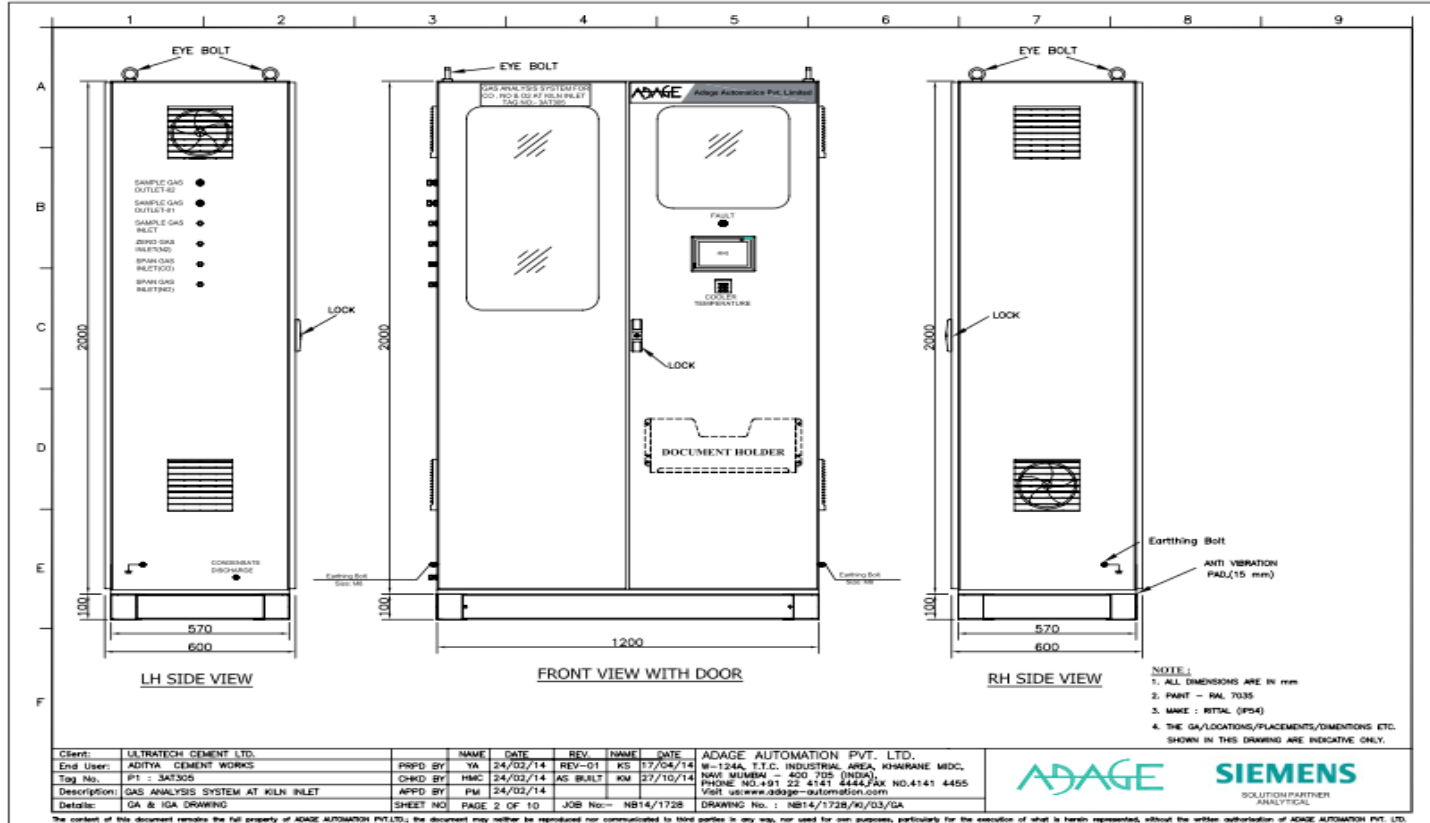 1 2 3 4 5 6 7 8 9
A
B
C
D
E
F
EYE BOLT
SAMPLE GAS
OUTLET-02
SAMPLE GAS
OUTLET-01
SAMPLE GAS
INLET
ZERO GAS
INLET(N2)
SPAN GAS
INLET(CO)
SPAN GAS
INLET(NO)
LOCK
2000
CONDENSATE
DISCHARGE
100
570
600
LH SIDE VIEW
EYE BOLT
GAS ANALYSIS SYSTEM FOR
CO , NO & O2 AT KILN INLET
TAG NO:- 3AT305
ADAGE Adage Automation Pvt. Limited
FAULT
COOLER
TEMPERATURE
LOCK
2000
DOCUMENT HOLDER
Earthing Bolt
Size: M8
Earthing Bolt
Size: M8
100
1200
FRONT VIEW WITH DOOR
EYE BOLT
LOCK
2000
Eartthing Bolt
ANTI VIBRATION
PAD,(15 mm)
100
570
600
RH SIDE VIEW
NOTE :
1. ALL DIMENSIONS ARE IN mm
2. PAINT - RAL 7035
3. MAKE : RITTAL (IP54)
4. THE GA/LOCATIONS/PLACEMENTS/DIMENTIONS ETC.
SHOWN IN THIS DRAWING ARE INDICATIVE ONLY.
Client: ULTRATECH CEMENT LTD. NAME DATE REV. NAME DATE
End User: ADITYA CEMENT WORKS PRPD BY YA 24/02/14 REV-01 KS 17/04/14
Tag No. P1 : 3AT305 CHKD BY HMC 24/02/14 AS BUILT KM 27/10/14
Description: GAS ANALYSIS SYSTEM AT KILN INLET APPD BY PM 24/02/14
Details: GA & IGA DRAWING SHEET NO PAGE 2 OF 10 JOB No:- NB14/1728
ADAGE AUTOMATION PVT. LTD.
W-124A, T.T.C. INDUSTRIAL AREA, KHAIRANE MIDC,
NAVI MUMBAI - 400 705 (INDIA),
PHONE NO.+91 22 4141 4444,FAX NO.4141 4455
Visit us:www.adage-automation.com
DRAWING No. : NB14/1728/KI/03/GA
ADAGE
SIEMENS
SOLUTION PARTNER
ANALYTICAL
The content of this document remains the full property of ADAGE AUTOMATION PVT.LTD.; the document may neither be reproduced nor communicated to third parties in any way, nor used for own purposes, particularly for the execution of what is herein represented, without the written authorisation of ADAGE AUTOMATION PVT. LTD.